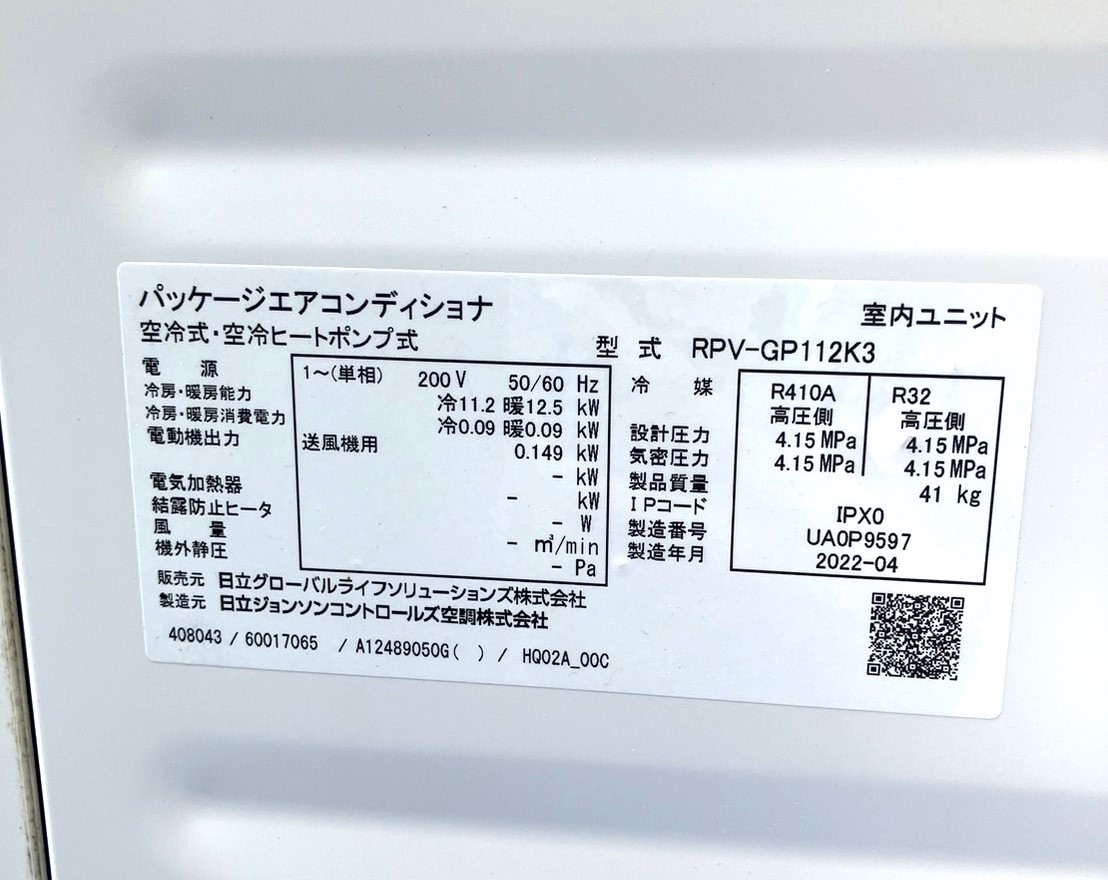 パッケージエアコンディショナ
室内ユニット
空冷式・空冷ヒートポンプ式
型 式 RPV-GP112K3
電 源 1～(単相) 200V 50/60 Hz
冷房・暖房能力 冷11.2 暖12.5 kW
冷房・暖房消費電力 冷0.09 暖0.09 kW
電動機出力 送風機用 0.149 kW
- kW
電気加熱器 - kW
結露防止ヒータ - W
風 量 - ㎥/min
機外静圧 - Pa
冷 媒 R410A R32
高圧側 高圧側
設計圧力 4.15 MPa 4.15 MPa
気密圧力 4.15 MPa 4.15 MPa
製品質量 41 kg
IPコード IPX0
製造番号 UA0P9597
製造年月 2022-04
販売元 日立グローバルライフソリューションズ株式会社
製造元 日立ジョンソンコントロールズ空調株式会社
408043 / 60017065 / A12489050G( ) / HQ02A_00C